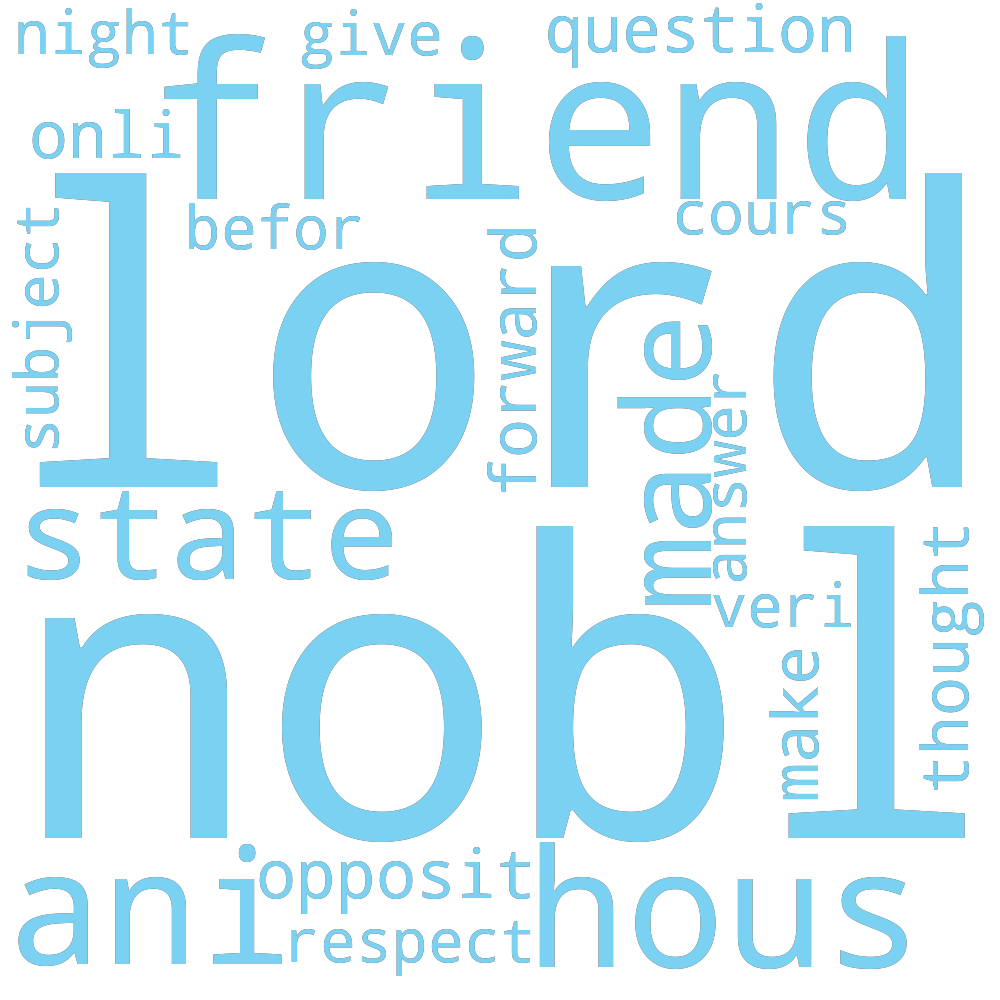 night give question
friend
onli
lord
befor cours
subject
forward
made
answer
state
nobl
veri
make
thought
ani
opposit
hous
respect